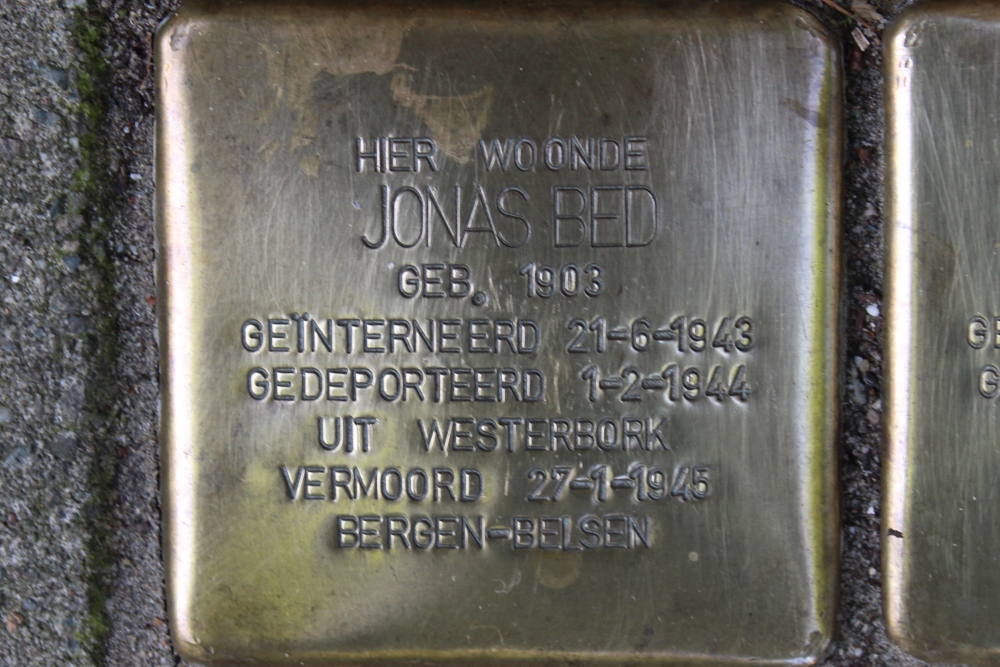 HIER WOONDE
JONAS BED
GEB. 1903
GEÏNTERNEERD 21-6-1943
GEDEPORTEERD 1-2-1944
UIT WESTERBORK
VERMOORD 27-1-1945
BERGEN-BELSEN